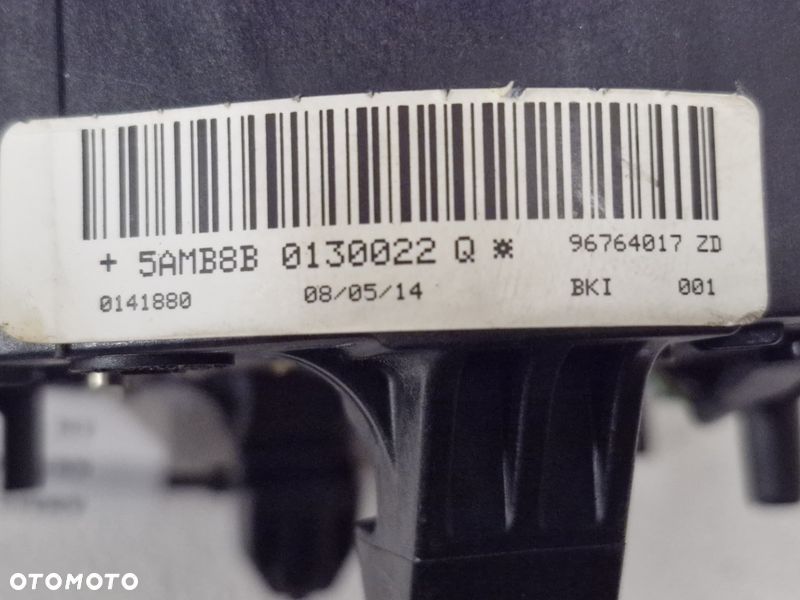 + 5AMB8B 0130022 Q * 96764017 ZD
0141880 08/05/14 BKI 001
OTOMOTO